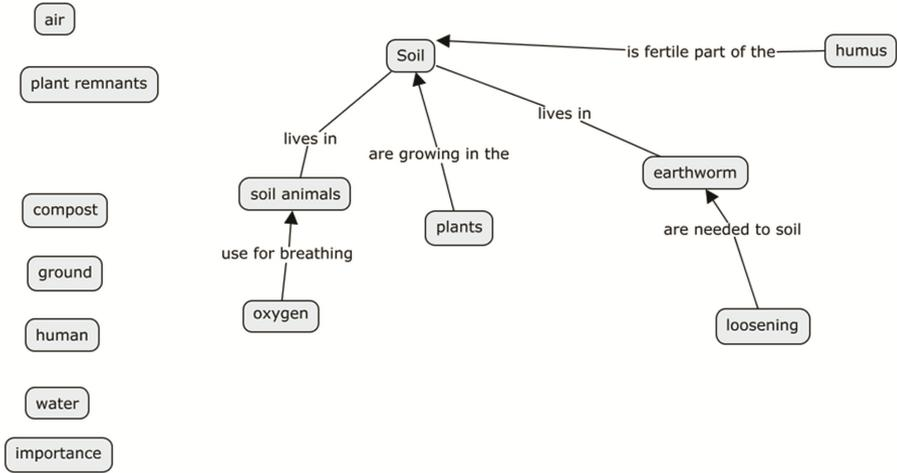 air
Soil
is fertile part of the
humus
plant remnants
lives in
lives in
are growing in the
earthworm
soil animals
compost
plants
are needed to soil
use for breathing
ground
oxygen
loosening
human
water
importance